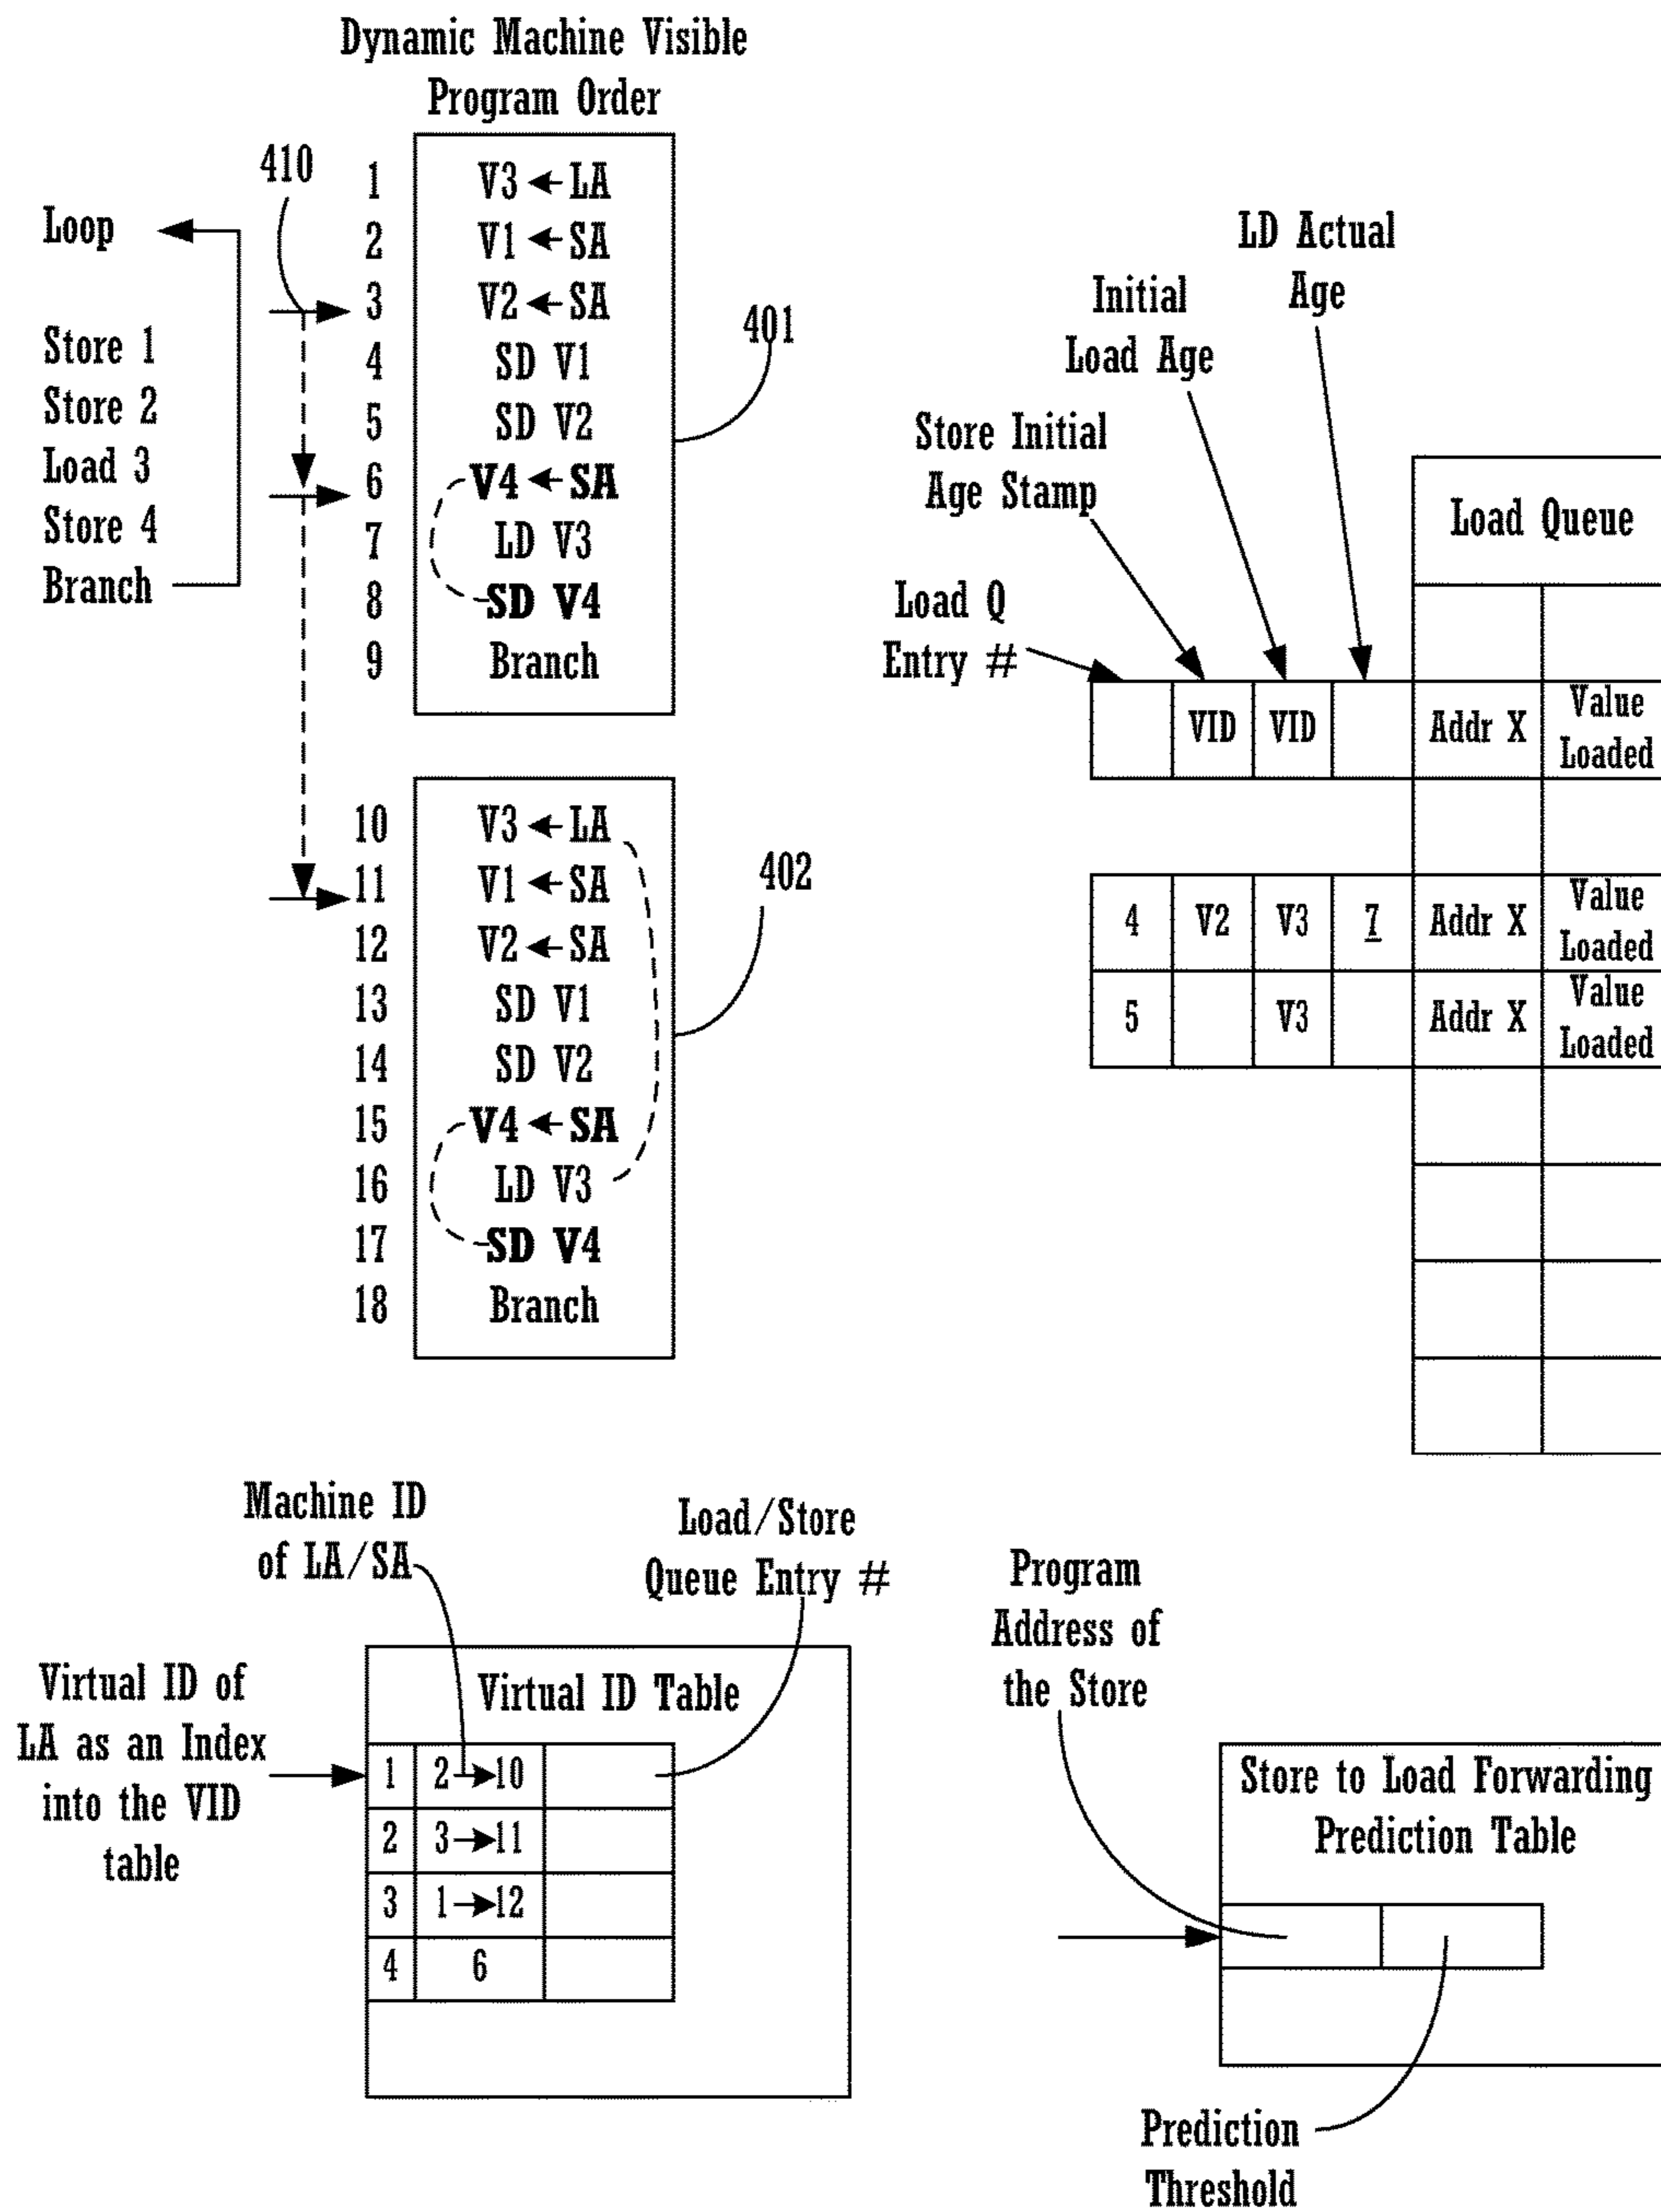 Dynamic Machine Visible
Program Order
410
Loop
Store 1
Store 2
Load 3
Store 4
Branch
1 V3 ← LA
2 V1 ← SA
3 V2 ← SA
4 SD V1
5 SD V2
6 V4 ← SA
7 LD V3
8 SD V4
9 Branch
401
10 V3 ← LA
11 V1 ← SA
12 V2 ← SA
13 SD V1
14 SD V2
15 V4 ← SA
16 LD V3
17 SD V4
18 Branch
402
LD Actual
Age
Initial
Load Age
Store Initial
Age Stamp
Load Q
Entry #
Load Queue
VID VID Addr X Value
Loaded
4 V2 V3 7 Addr X Value
Loaded
5 V3 Addr X Value
Loaded
Machine ID
of LA/SA
Load/Store
Queue Entry #
Virtual ID of
LA as an Index
into the VID
table
Virtual ID Table
1 2→10
2 3→11
3 1→12
4 6
Program
Address of
the Store
Store to Load Forwarding
Prediction Table
Prediction
Threshold